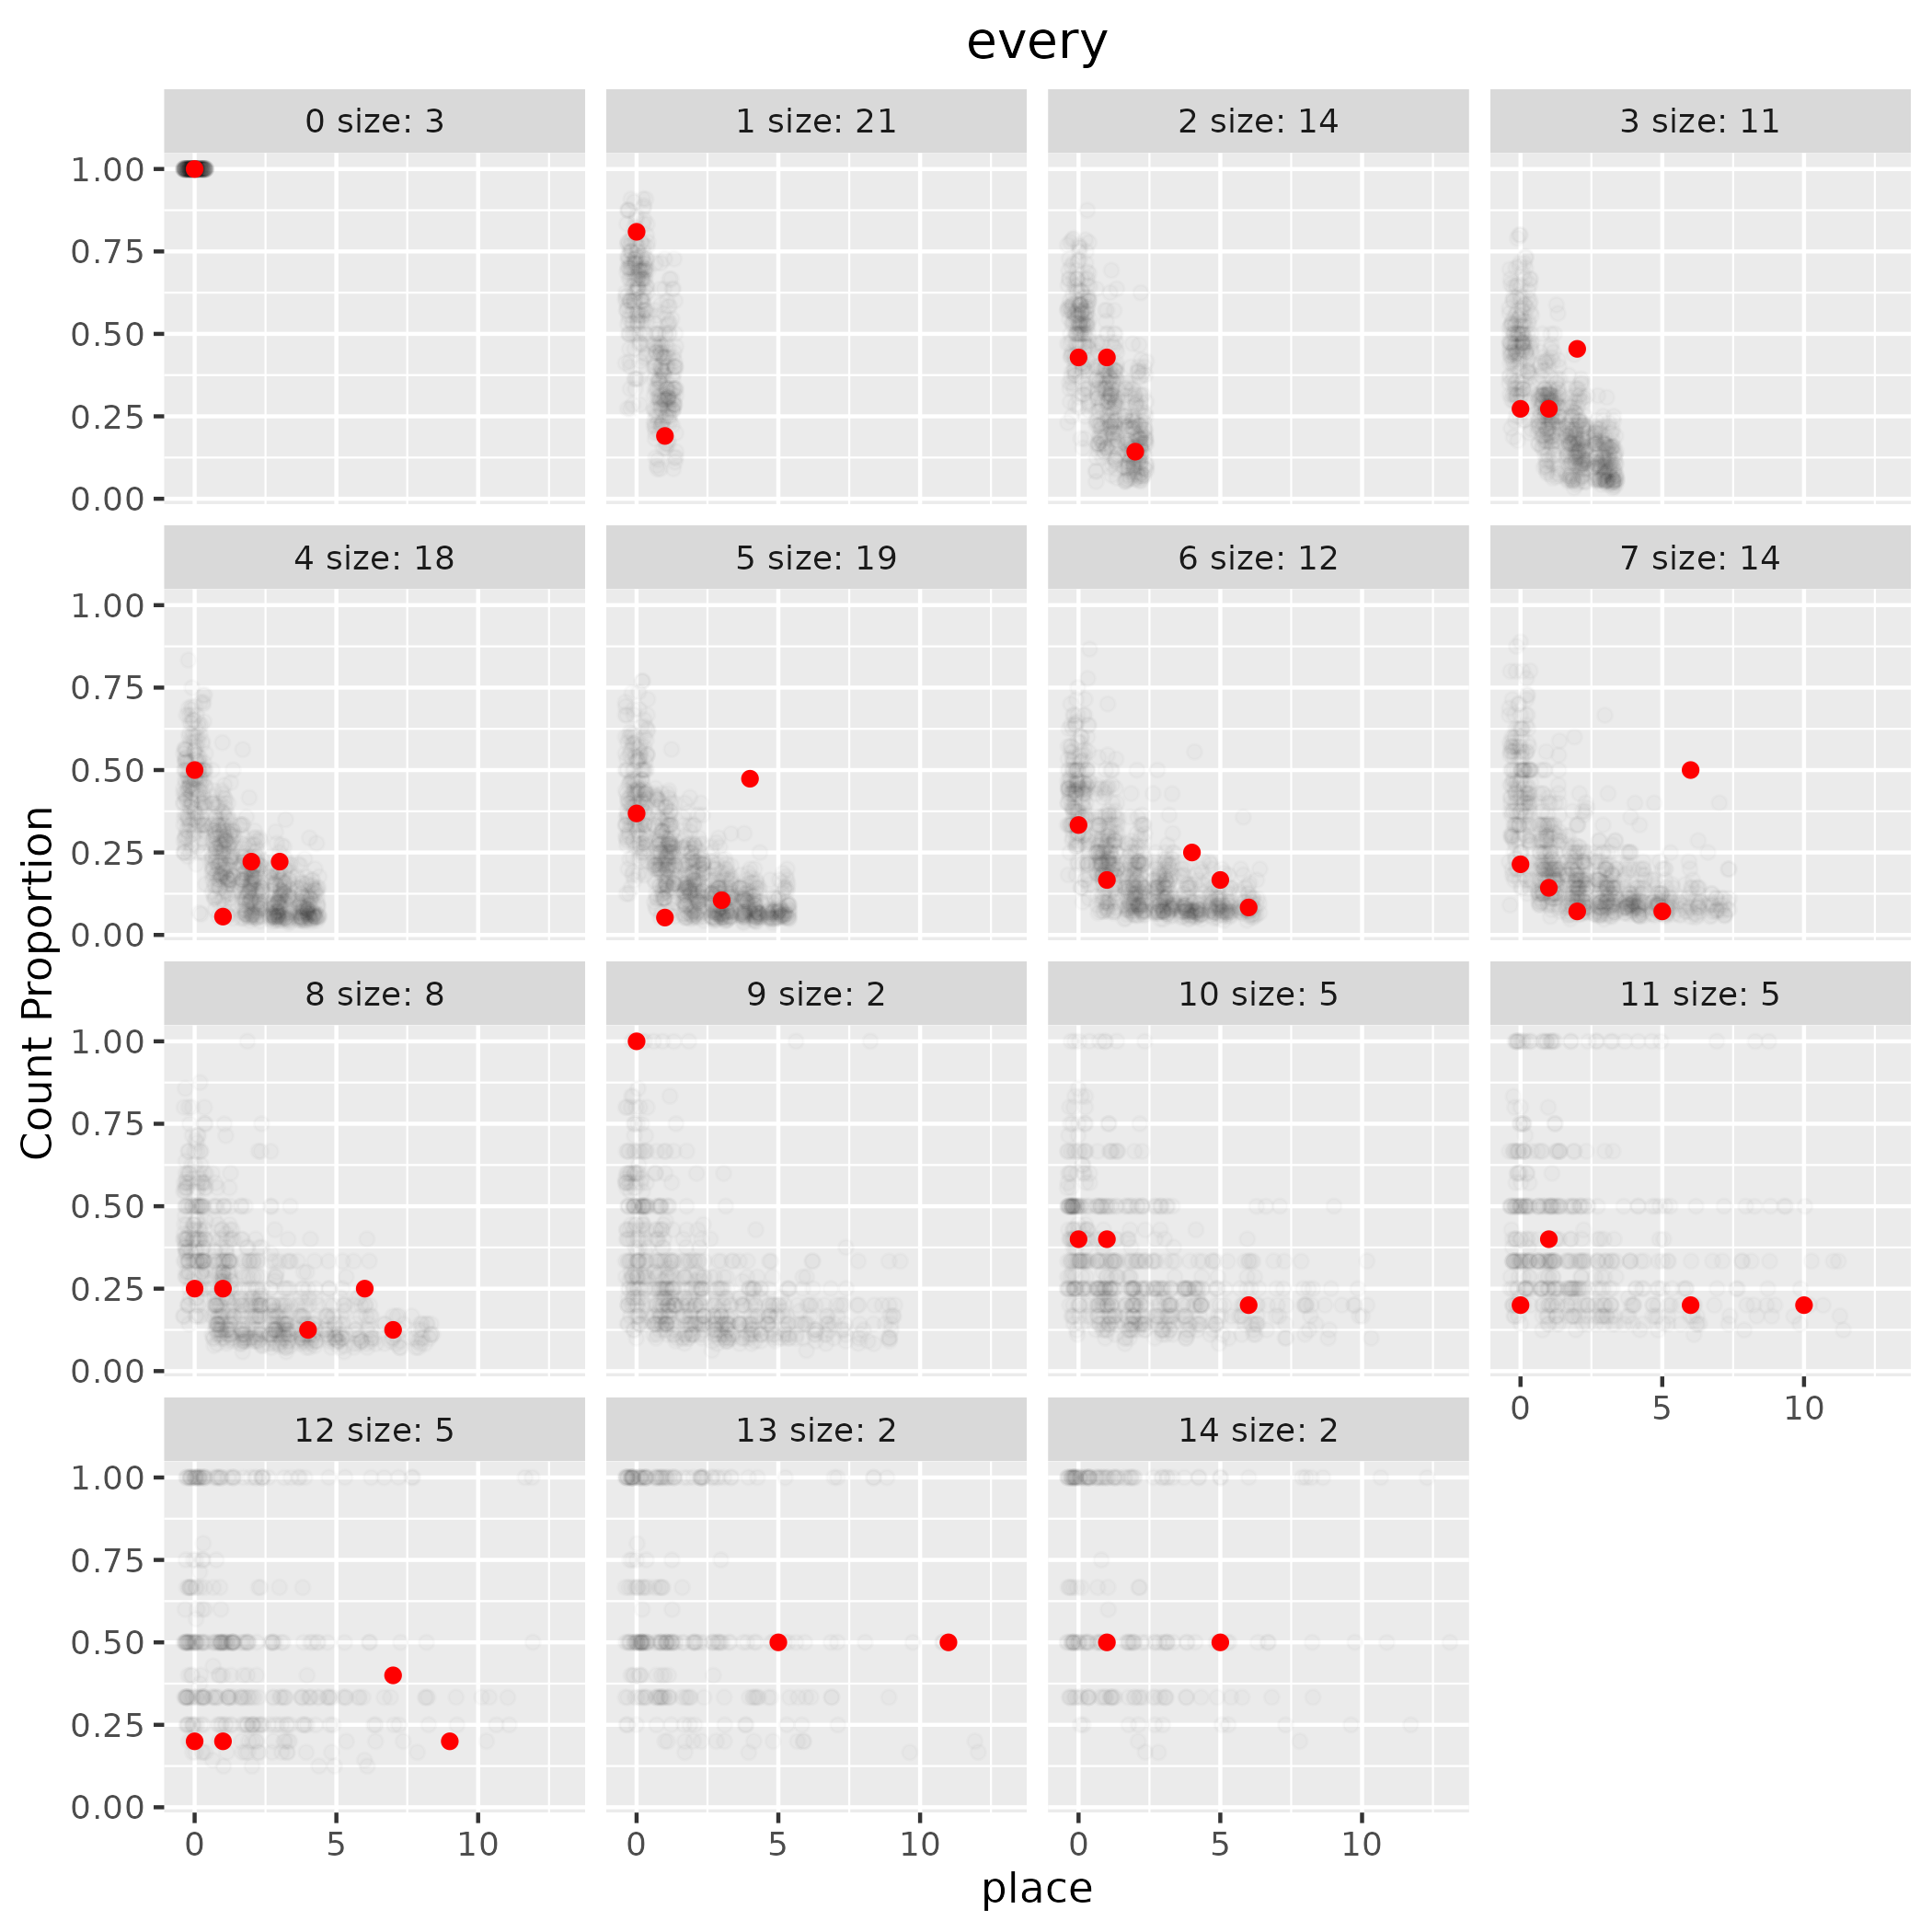 every
0 size: 3
1 size: 21
2 size: 14
3 size: 11
1.00
0.75
0.50
0.25
0.00
4 size: 18
5 size: 19
6 size: 12
7 size: 14
1.00
0.75
0.50
0.25
0.00
Count Proportion
8 size: 8
9 size: 2
10 size: 5
11 size: 5
1.00
0.75
0.50
0.25
0.00
0 5 10
12 size: 5
13 size: 2
14 size: 2
1.00
0.75
0.50
0.25
0.00
0 5 10
0 5 10
0 5 10
place